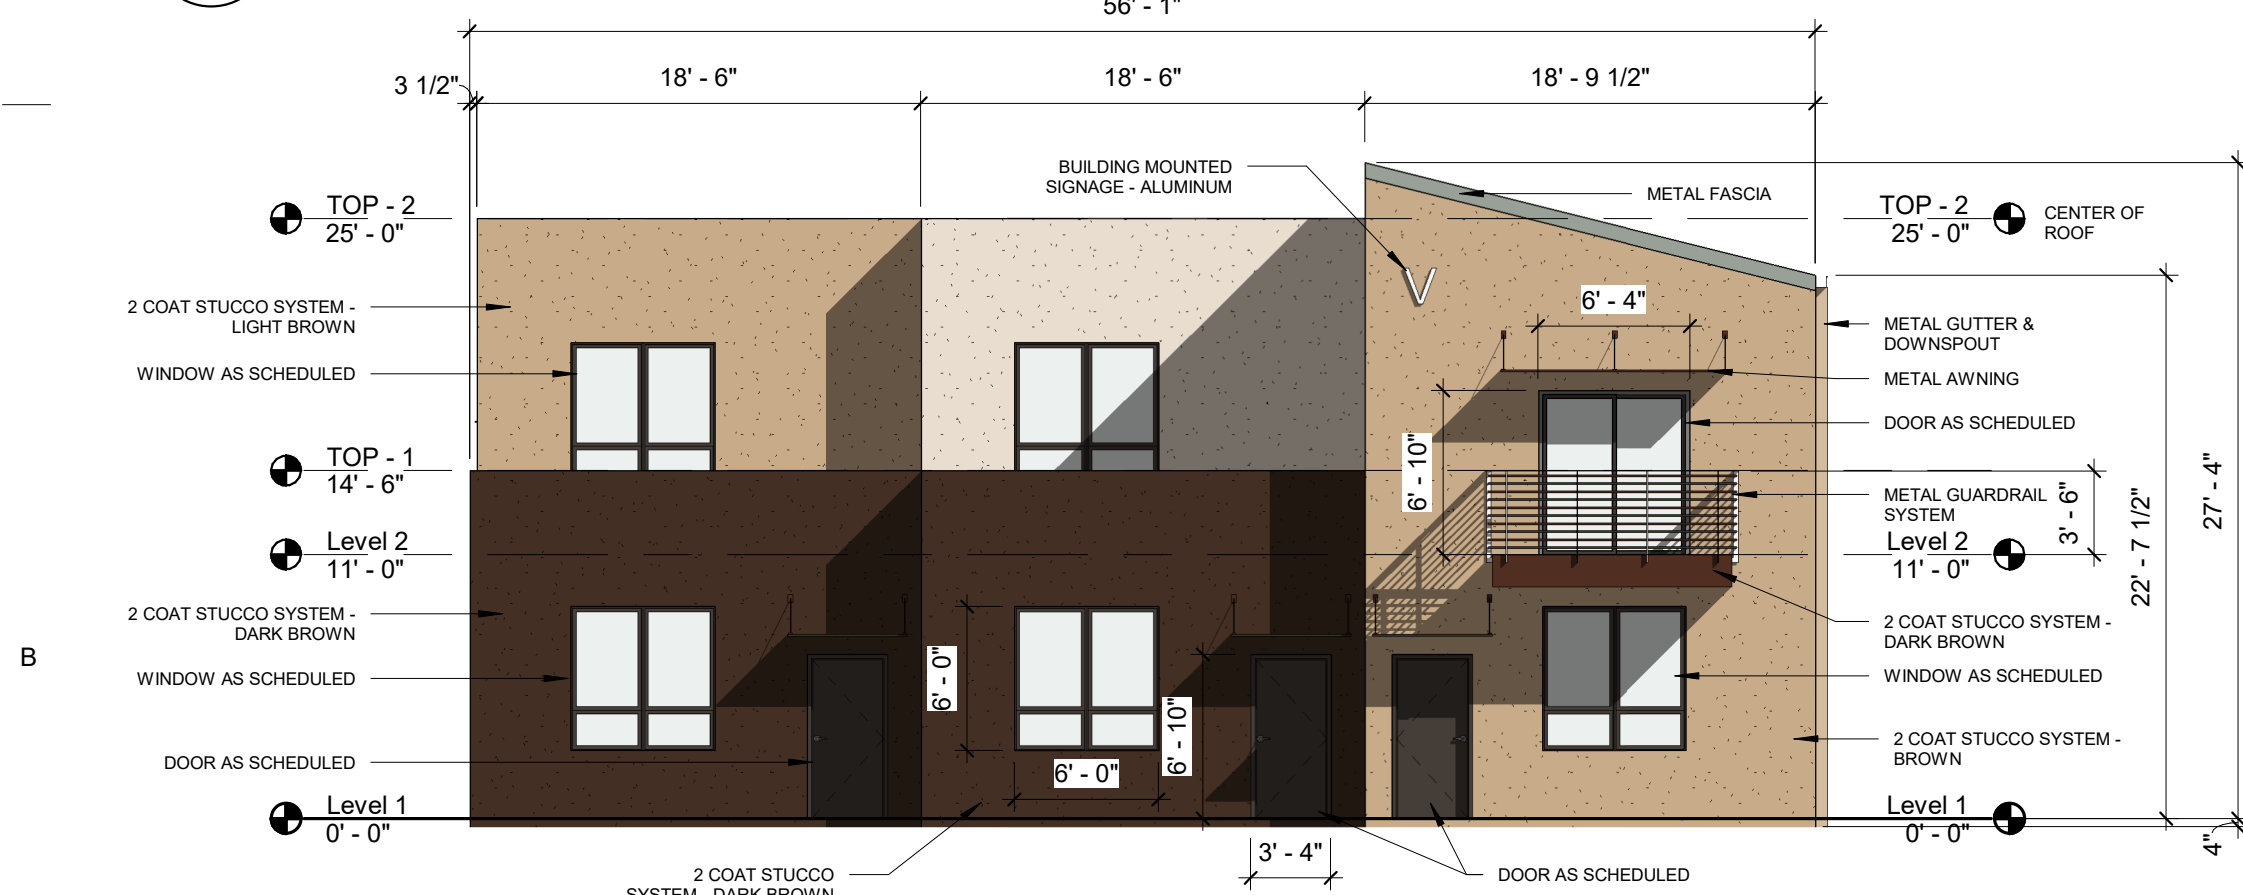 56' - 1"
3 1/2"
18' - 6"
18' - 6"
18' - 9 1/2"
BUILDING MOUNTED
SIGNAGE - ALUMINUM
METAL FASCIA
TOP - 2
25' - 0"
TOP - 2
25' - 0"
CENTER OF
ROOF
V
6' - 4"
2 COAT STUCCO SYSTEM -
LIGHT BROWN
METAL GUTTER &
DOWNSPOUT
WINDOW AS SCHEDULED
METAL AWNING
DOOR AS SCHEDULED
TOP - 1
14' - 6"
6' - 10"
METAL GUARDRAIL
SYSTEM
3' - 6"
22' - 7 1/2"
27' - 4"
Level 2
11' - 0"
Level 2
11' - 0"
2 COAT STUCCO SYSTEM -
DARK BROWN
2 COAT STUCCO SYSTEM -
DARK BROWN
B
WINDOW AS SCHEDULED
6' - 0"
WINDOW AS SCHEDULED
6' - 10"
6' - 0"
2 COAT STUCCO SYSTEM -
BROWN
DOOR AS SCHEDULED
Level 1
0' - 0"
Level 1
0' - 0"
4"
3' - 4"
2 COAT STUCCO
SYSTEM - DARK BROWN
DOOR AS SCHEDULED